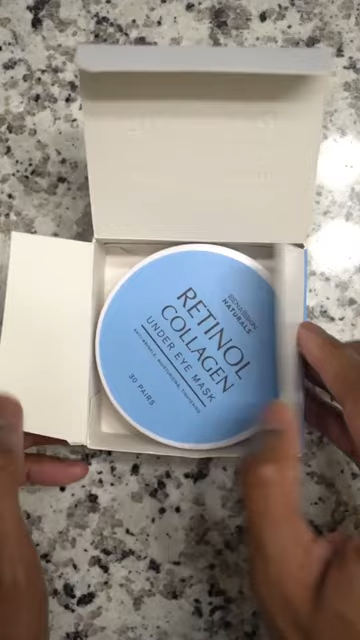 NATURALS
RETINOL
COLLAGEN
UNDER EYE MASK
30 PAIRS